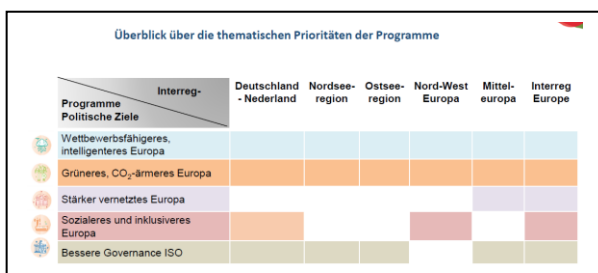 Überblick über die thematischen Prioritäten der Programme
Interreg-
Programme
Politische Ziele
Deutschland
- Nederland
Nordsee-
region
Ostsee-
region
Nord-West
Europa
Mittel-
europa
Interreg
Europe
Wettbewerbsfähigeres,
intelligenteres Europa
Grüneres, CO₂-ärmeres Europa
Stärker vernetztes Europa
Sozialeres und inklusiveres
Europa
Bessere Governance ISO